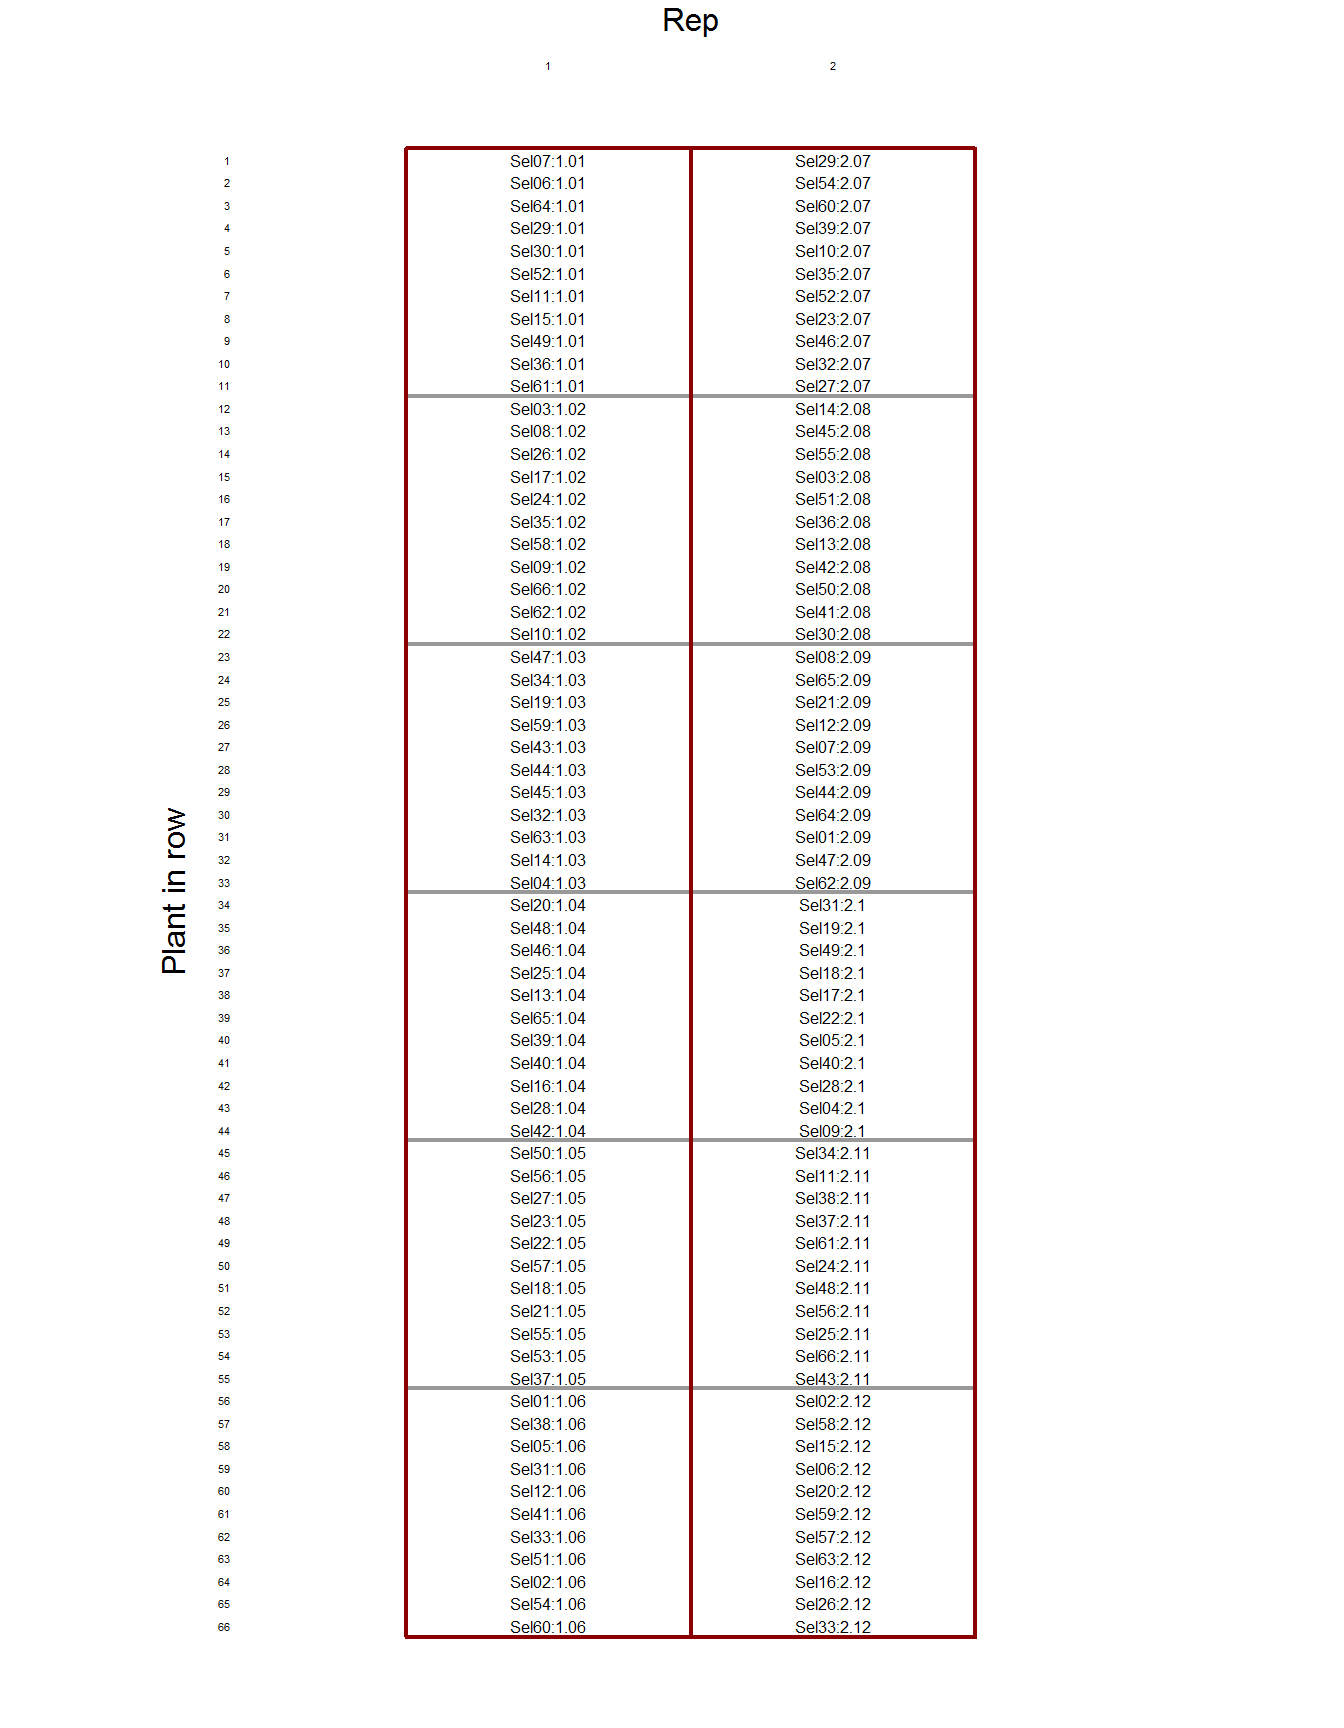 Rep
1 2
1 Sel07:1.01 Sel29:2.07
2 Sel06:1.01 Sel54:2.07
3 Sel64:1.01 Sel60:2.07
4 Sel29:1.01 Sel39:2.07
5 Sel30:1.01 Sel10:2.07
6 Sel52:1.01 Sel35:2.07
7 Sel11:1.01 Sel52:2.07
8 Sel15:1.01 Sel23:2.07
9 Sel49:1.01 Sel46:2.07
10 Sel36:1.01 Sel32:2.07
11 Sel61:1.01 Sel27:2.07
12 Sel03:1.02 Sel14:2.08
13 Sel08:1.02 Sel45:2.08
14 Sel26:1.02 Sel55:2.08
15 Sel17:1.02 Sel03:2.08
16 Sel24:1.02 Sel51:2.08
17 Sel35:1.02 Sel36:2.08
18 Sel58:1.02 Sel13:2.08
19 Sel09:1.02 Sel42:2.08
20 Sel66:1.02 Sel50:2.08
21 Sel62:1.02 Sel41:2.08
22 Sel10:1.02 Sel30:2.08
23 Sel47:1.03 Sel08:2.09
24 Sel34:1.03 Sel65:2.09
25 Sel19:1.03 Sel21:2.09
26 Sel59:1.03 Sel12:2.09
27 Sel43:1.03 Sel07:2.09
28 Sel44:1.03 Sel53:2.09
29 Sel45:1.03 Sel44:2.09
30 Sel32:1.03 Sel64:2.09
31 Sel63:1.03 Sel01:2.09
32 Sel14:1.03 Sel47:2.09
33 Sel04:1.03 Sel62:2.09
34 Sel20:1.04 Sel31:2.1
35 Sel48:1.04 Sel19:2.1
36 Sel46:1.04 Sel49:2.1
37 Sel25:1.04 Sel18:2.1
38 Sel13:1.04 Sel17:2.1
39 Sel65:1.04 Sel22:2.1
40 Sel39:1.04 Sel05:2.1
41 Sel40:1.04 Sel40:2.1
42 Sel16:1.04 Sel28:2.1
43 Sel28:1.04 Sel04:2.1
44 Sel42:1.04 Sel09:2.1
45 Sel50:1.05 Sel34:2.11
46 Sel56:1.05 Sel11:2.11
47 Sel27:1.05 Sel38:2.11
48 Sel23:1.05 Sel37:2.11
49 Sel22:1.05 Sel61:2.11
50 Sel57:1.05 Sel24:2.11
51 Sel18:1.05 Sel48:2.11
52 Sel21:1.05 Sel56:2.11
53 Sel55:1.05 Sel25:2.11
54 Sel53:1.05 Sel66:2.11
55 Sel37:1.05 Sel43:2.11
56 Sel01:1.06 Sel02:2.12
57 Sel38:1.06 Sel58:2.12
58 Sel05:1.06 Sel15:2.12
59 Sel31:1.06 Sel06:2.12
60 Sel12:1.06 Sel20:2.12
61 Sel41:1.06 Sel59:2.12
62 Sel33:1.06 Sel57:2.12
63 Sel51:1.06 Sel63:2.12
64 Sel02:1.06 Sel16:2.12
65 Sel54:1.06 Sel26:2.12
66 Sel60:1.06 Sel33:2.12
Plant in row